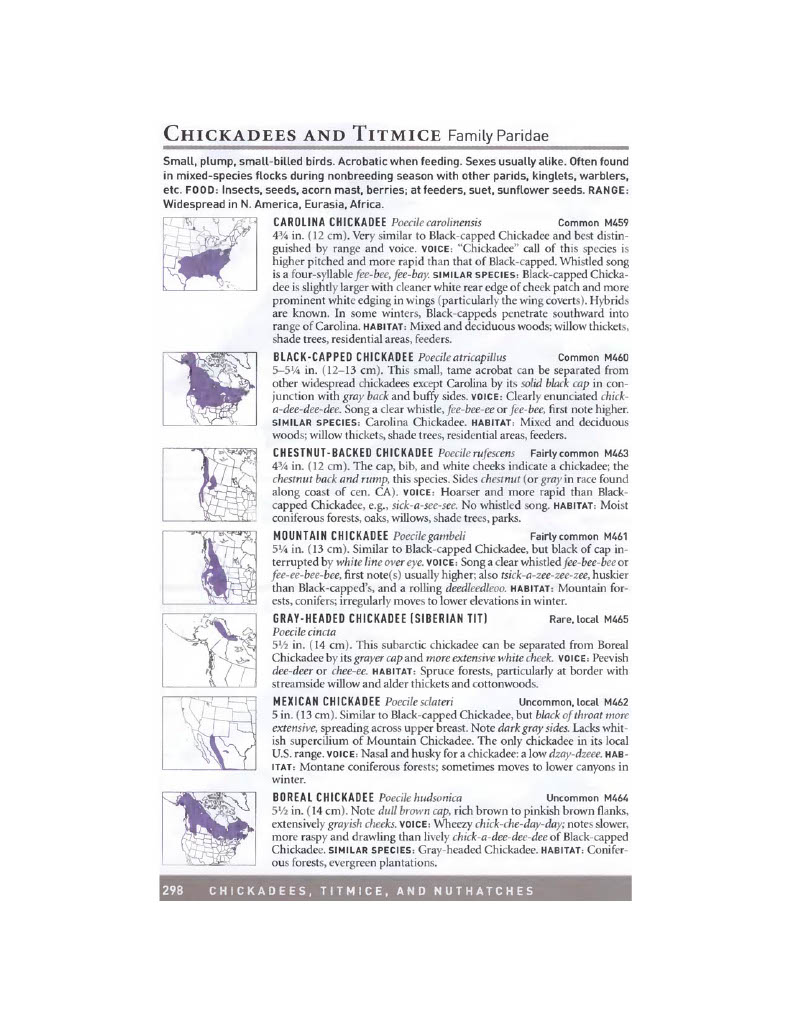 CHICKADEES AND TITMICE Family Paridae
Small, plump, small-billed birds. Acrobatic when feeding. Sexes usually alike. Often found
in mixed-species flocks during nonbreeding season with other parids, kinglets, warblers,
etc. FOOD: Insects, seeds, acorn mast, berries; at feeders, suet, sunflower seeds. RANGE:
Widespread in N. America, Eurasia, Africa.
CAROLINA CHICKADEE Poecile carolinensis Common M459
4¾ in. (12 cm). Very similar to Black-capped Chickadee and best distin-
guished by range and voice. VOICE: "Chickadee" call of this species is
higher pitched and more rapid than that of Black-capped. Whistled song
is a four-syllable fee-bee, fee-bay. SIMILAR SPECIES: Black-capped Chicka-
dee is slightly larger with cleaner white rear edge of cheek patch and more
prominent white edging in wings (particularly the wing coverts). Hybrids
are known. In some winters, Black-cappeds penetrate southward into
range of Carolina. HABITAT: Mixed and deciduous woods; willow thickets,
shade trees, residential areas, feeders.
BLACK-CAPPED CHICKADEE Poecile atricapillus Common M460
5–5¼ in. (12–13 cm). This small, tame acrobat can be separated from
other widespread chickadees except Carolina by its solid black cap in con-
junction with gray back and buffy sides. VOICE: Clearly enunciated chick-
a-dee-dee-dee. Song a clear whistle, fee-bee-ee or fee-bee, first note higher.
SIMILAR SPECIES: Carolina Chickadee. HABITAT: Mixed and deciduous
woods; willow thickets, shade trees, residential areas, feeders.
CHESTNUT-BACKED CHICKADEE Poecile rufescens Fairly common M463
4¾ in. (12 cm). The cap, bib, and white cheeks indicate a chickadee; the
chestnut back and rump, this species. Sides chestnut (or gray in race found
along coast of cen. CA). VOICE: Hoarser and more rapid than Black-
capped Chickadee, e.g., sick-a-see-see. No whistled song. HABITAT: Moist
coniferous forests, oaks, willows, shade trees, parks.
MOUNTAIN CHICKADEE Poecile gambeli Fairly common M461
5¼ in. (13 cm). Similar to Black-capped Chickadee, but black of cap in-
terrupted by white line over eye. VOICE: Song a clear whistled fee-bee-bee or
fee-ee-bee-bee, first note(s) usually higher; also tsick-a-zee-zee-zee, huskier
than Black-capped's, and a rolling deedleedleoo. HABITAT: Mountain for-
ests, conifers; irregularly moves to lower elevations in winter.
GRAY-HEADED CHICKADEE (SIBERIAN TIT) Rare, local M465
Poecile cincta
5½ in. (14 cm). This subarctic chickadee can be separated from Boreal
Chickadee by its grayer cap and more extensive white cheek. VOICE: Peevish
dee-deer or chee-ee. HABITAT: Spruce forests, particularly at border with
streamside willow and alder thickets and cottonwoods.
MEXICAN CHICKADEE Poecile sclateri Uncommon, local M462
5 in. (13 cm). Similar to Black-capped Chickadee, but black of throat more
extensive, spreading across upper breast. Note dark gray sides. Lacks whit-
ish supercilium of Mountain Chickadee. The only chickadee in its local
U.S. range. VOICE: Nasal and husky for a chickadee: a low dzay-dzeee. HAB-
ITAT: Montane coniferous forests; sometimes moves to lower canyons in
winter.
BOREAL CHICKADEE Poecile hudsonica Uncommon M464
5½ in. (14 cm). Note dull brown cap, rich brown to pinkish brown flanks,
extensively grayish cheeks. VOICE: Wheezy chick-che-day-day; notes slower,
more raspy and drawling than lively chick-a-dee-dee-dee of Black-capped
Chickadee. SIMILAR SPECIES: Gray-headed Chickadee. HABITAT: Conifer-
ous forests, evergreen plantations.
298 CHICKADEES, TITMICE, AND NUTHATCHES